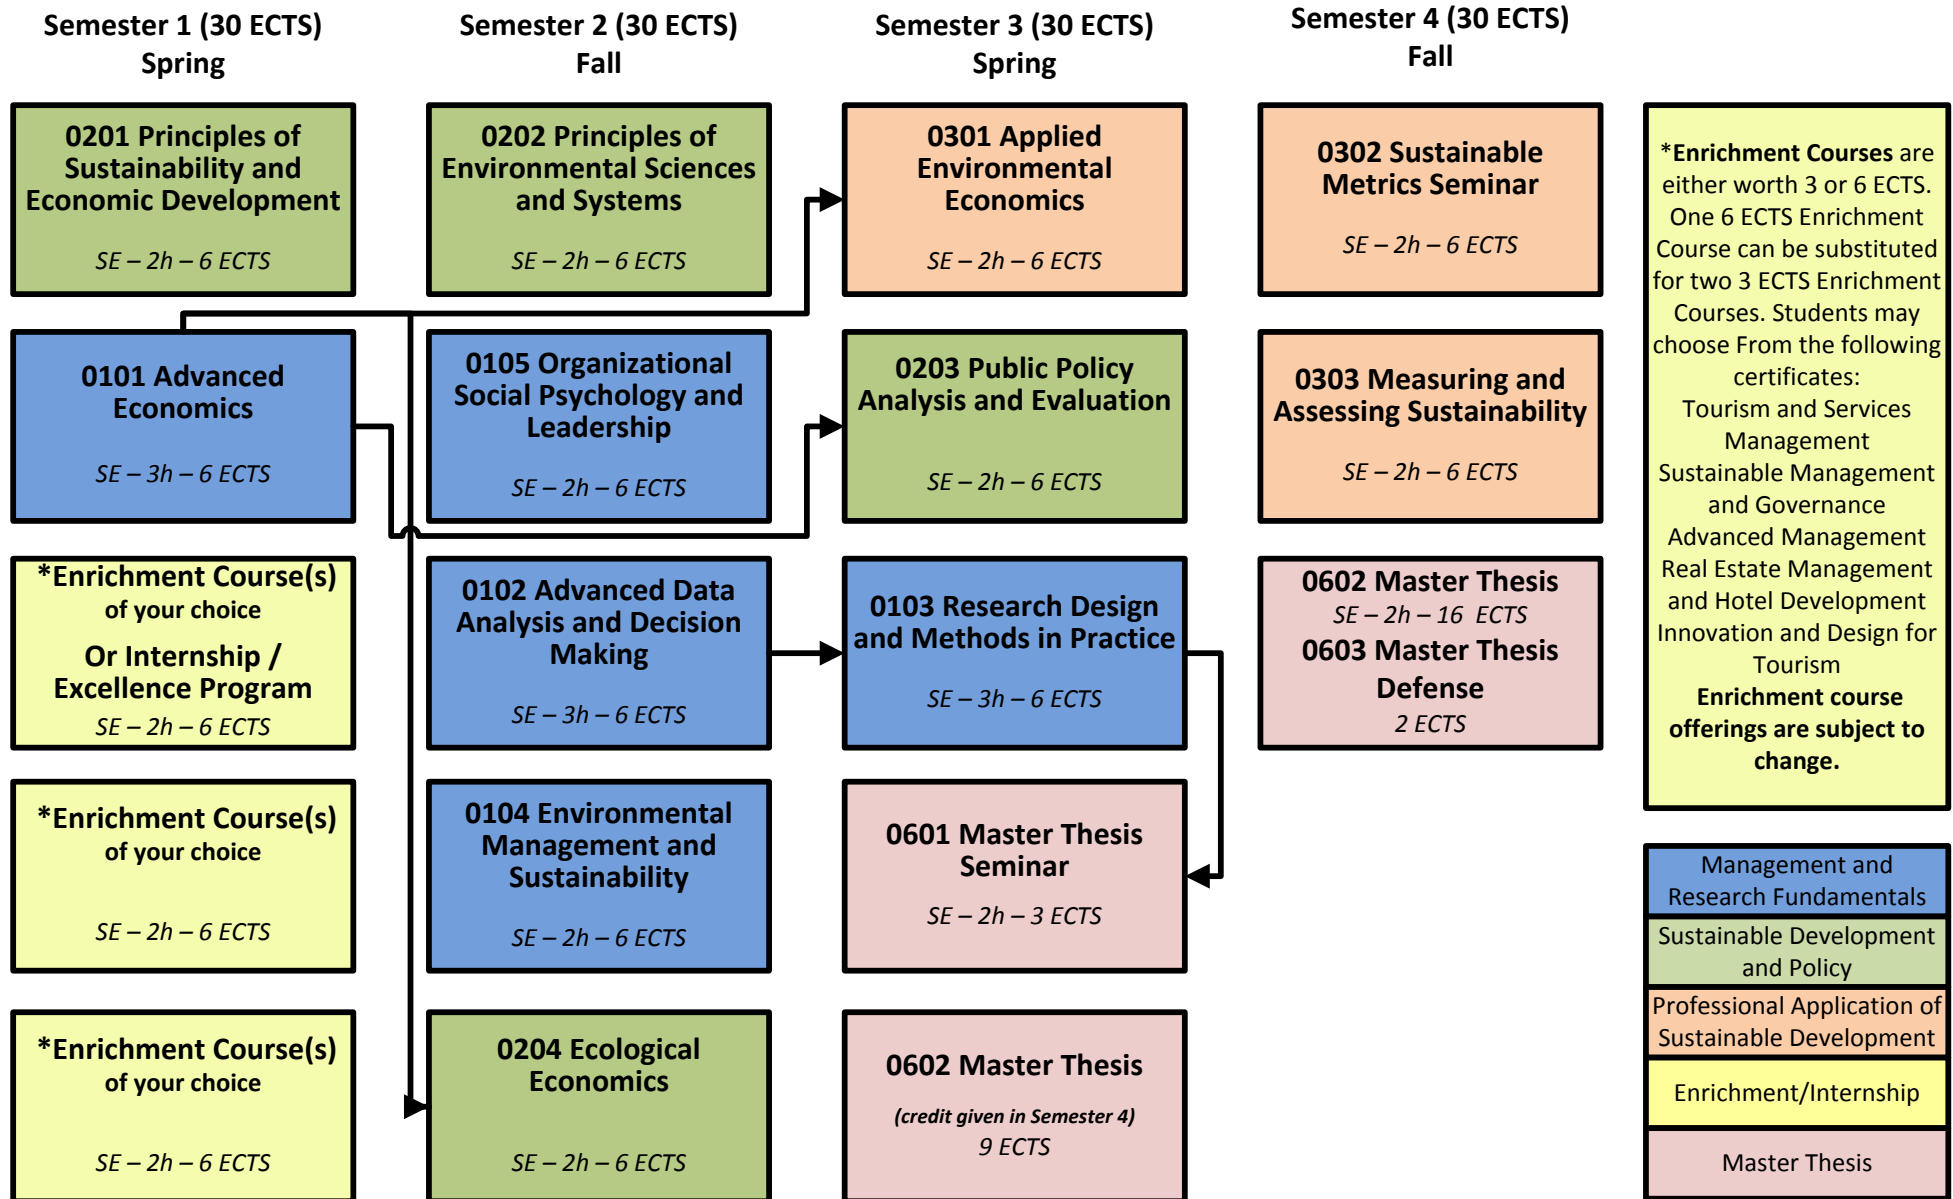 Semester 1 (30 ECTS)
Spring
Semester 2 (30 ECTS)
Fall
Semester 3 (30 ECTS)
Spring
Semester 4 (30 ECTS)
Fall
0201 Principles of
Sustainability and
Economic Development
SE – 2h – 6 ECTS
0101 Advanced
Economics
SE – 3h – 6 ECTS
*Enrichment Course(s)
of your choice
Or Internship /
Excellence Program
SE – 2h – 6 ECTS
*Enrichment Course(s)
of your choice
SE – 2h – 6 ECTS
*Enrichment Course(s)
of your choice
SE – 2h – 6 ECTS
0202 Principles of
Environmental Sciences
and Systems
SE – 2h – 6 ECTS
0105 Organizational
Social Psychology and
Leadership
SE – 2h – 6 ECTS
0102 Advanced Data
Analysis and Decision
Making
SE – 3h – 6 ECTS
0104 Environmental
Management and
Sustainability
SE – 2h – 6 ECTS
0204 Ecological
Economics
SE – 2h – 6 ECTS
0301 Applied
Environmental
Economics
SE – 2h – 6 ECTS
0203 Public Policy
Analysis and Evaluation
SE – 2h – 6 ECTS
0103 Research Design
and Methods in Practice
SE – 3h – 6 ECTS
0601 Master Thesis
Seminar
SE – 2h – 3 ECTS
0602 Master Thesis
(credit given in Semester 4)
9 ECTS
0302 Sustainable
Metrics Seminar
SE – 2h – 6 ECTS
0303 Measuring and
Assessing Sustainability
SE – 2h – 6 ECTS
0602 Master Thesis
SE – 2h – 16 ECTS
0603 Master Thesis
Defense
2 ECTS
*Enrichment Courses are
either worth 3 or 6 ECTS.
One 6 ECTS Enrichment
Course can be substituted
for two 3 ECTS Enrichment
Courses. Students may
choose From the following
certificates:
Tourism and Services
Management
Sustainable Management
and Governance
Advanced Management
Real Estate Management
and Hotel Development
Innovation and Design for
Tourism
Enrichment course
offerings are subject to
change.
Management and
Research Fundamentals
Sustainable Development
and Policy
Professional Application of
Sustainable Development
Enrichment/Internship
Master Thesis